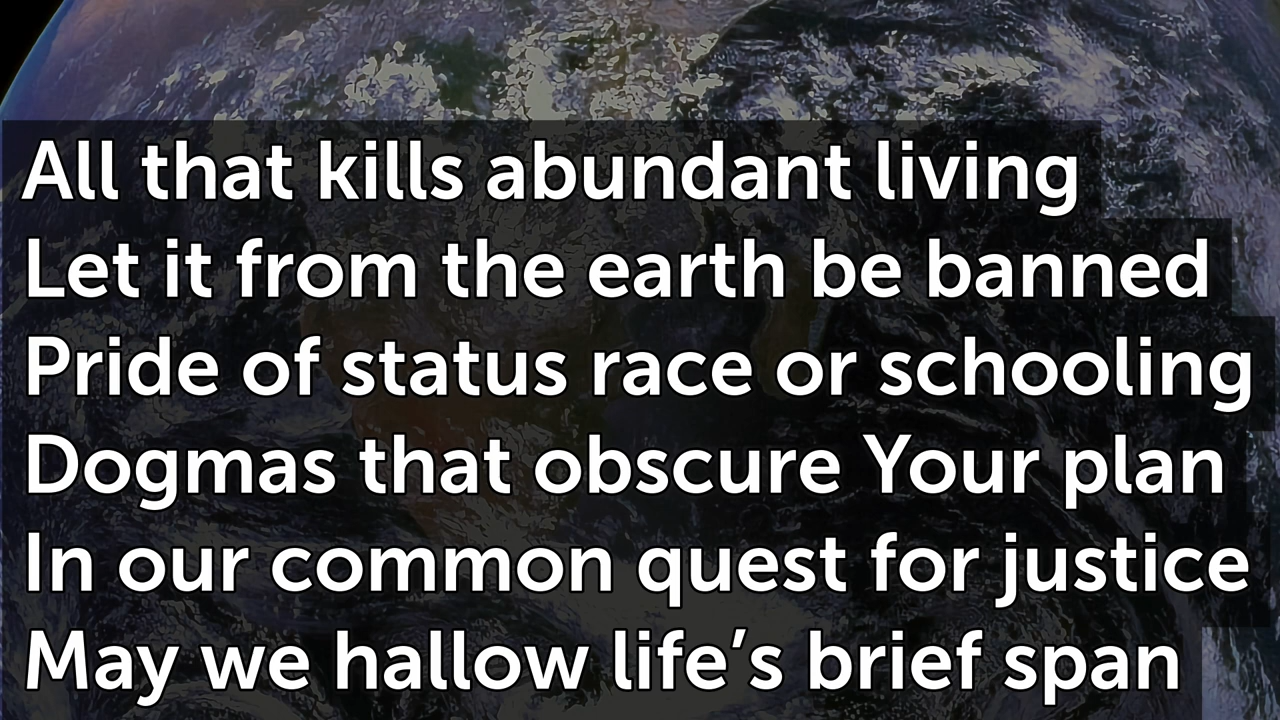 All that kills abundant living
Let it from the earth be banned
Pride of status race or schooling
Dogmas that obscure Your plan
In our common quest for justice
May we hallow life’s brief span